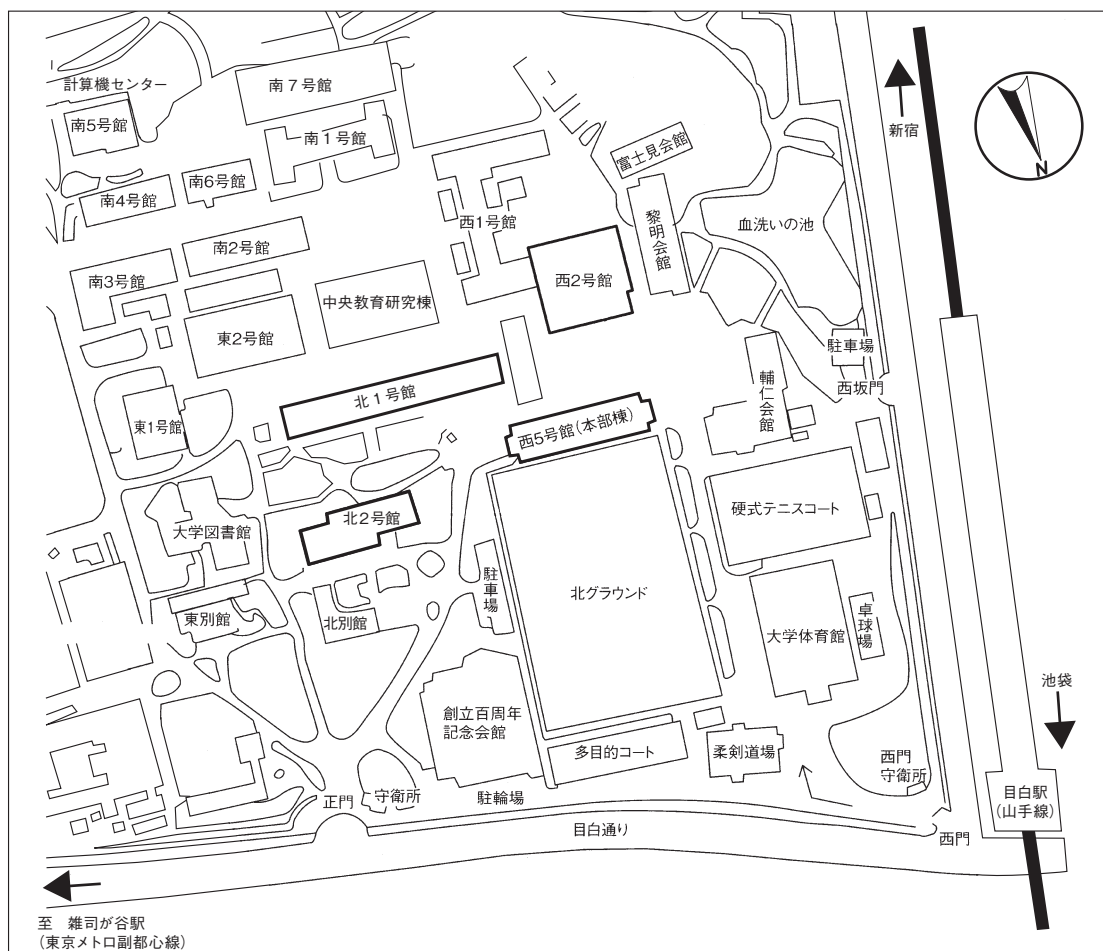 計算機センター
南7号館
南5号館
南1号館
新宿
N
富士見会館
南6号館
南4号館
西1号館
黎明会館
血洗いの池
南2号館
南3号館
西2号館
中央教育研究棟
東2号館
駐車場
西坂門
輔仁会館
北1号館
東1号館
西5号館(本部棟)
硬式テニスコート
北2号館
大学図書館
駐車場
北グラウンド
東別館
北別館
大学体育館
卓球場
池袋
創立百周年
記念会館
多目的コート
柔剣道場
西門
守衛所
正門
守衛所
駐輪場
目白駅
(山手線)
目白通り
西門
至 雑司が谷駅
(東京メトロ副都心線)